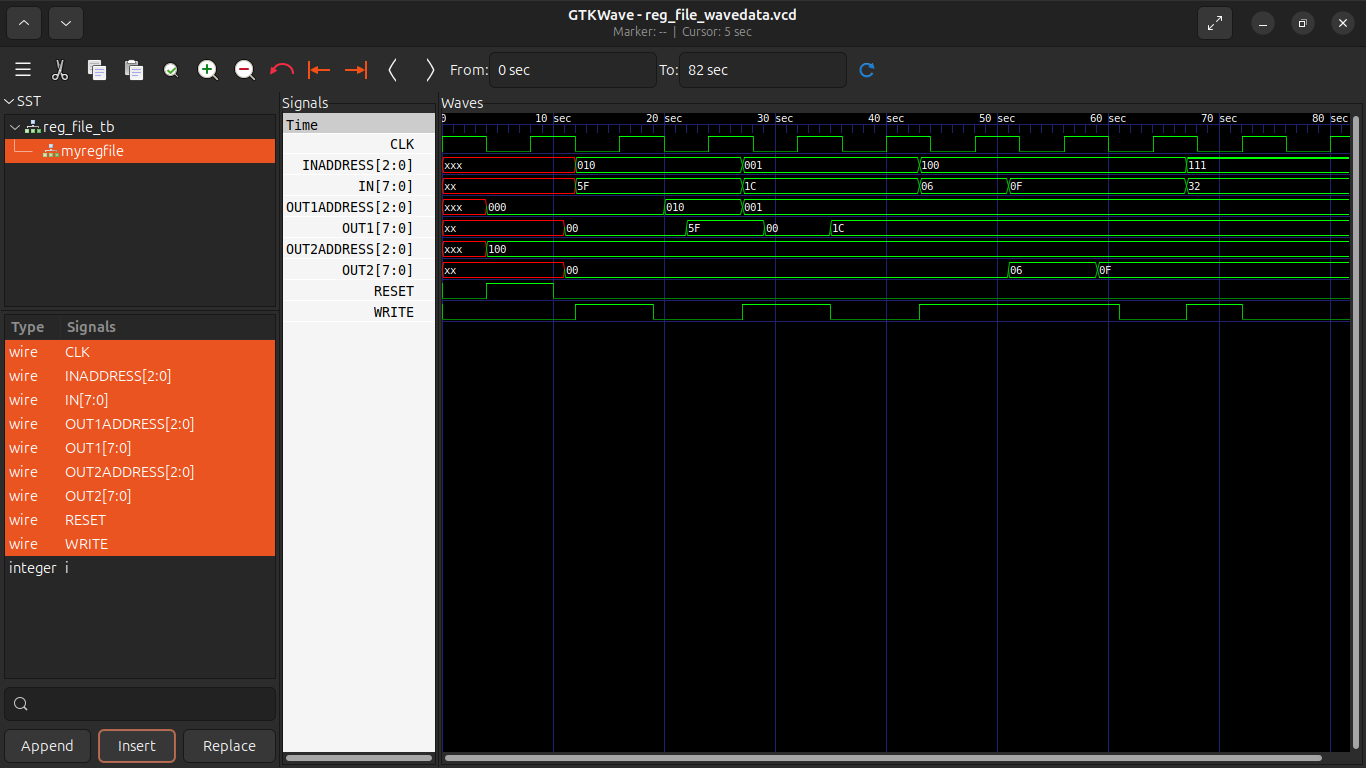 GTKWave - reg_file_wavedata.vcd
Marker: -- | Cursor: 5 sec
From: 0 sec To: 82 sec
SST
reg_file_tb
myregfile
Type Signals
wire CLK
wire INADDRESS[2:0]
wire IN[7:0]
wire OUT1ADDRESS[2:0]
wire OUT1[7:0]
wire OUT2ADDRESS[2:0]
wire OUT2[7:0]
wire RESET
wire WRITE
integer i
Append Insert Replace
Signals
Waves
Time 0 10 sec 20 sec 30 sec 40 sec 50 sec 60 sec 70 sec 80 sec
CLK
INADDRESS[2:0] xxx 010 001 100 111
IN[7:0] xx 5F 1C 06 0F 32
OUT1ADDRESS[2:0] xxx 000 010 001
OUT1[7:0] xx 00 5F 00 1C
OUT2ADDRESS[2:0] xxx 100
OUT2[7:0] xx 00 06 0F
RESET
WRITE